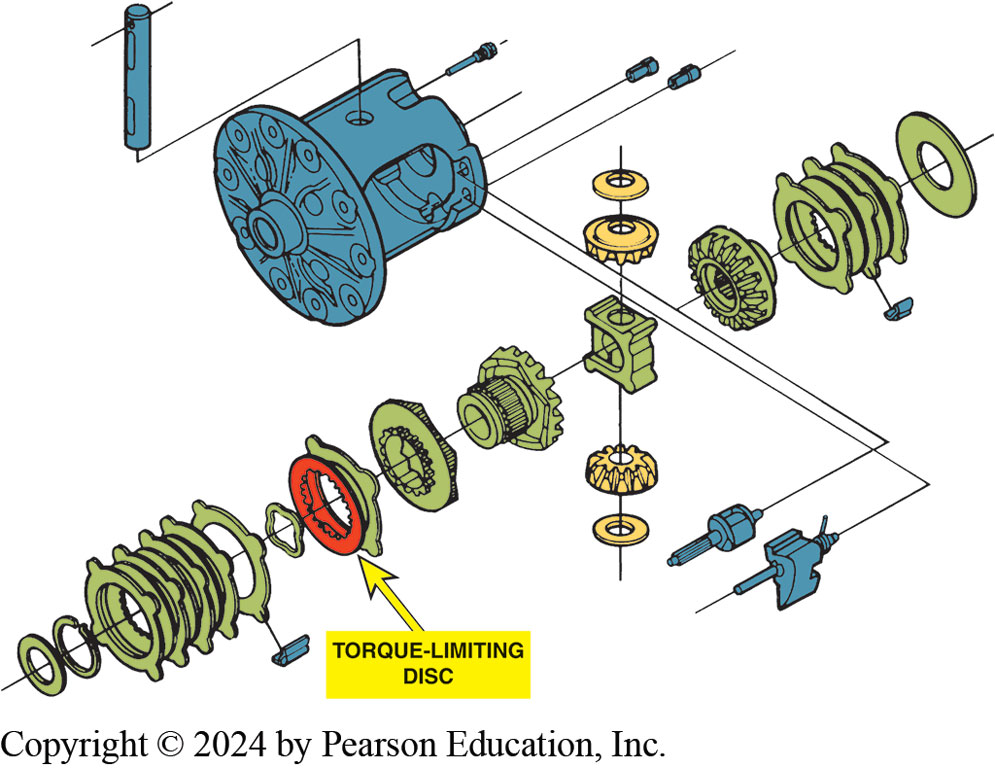 TORQUE-LIMITING
DISC
Copyright © 2024 by Pearson Education, Inc.